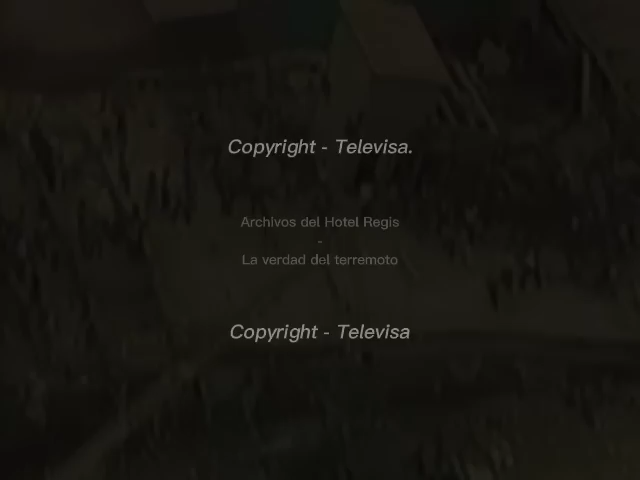 Copyright - Televisa.
Archivos del Hotel Regis
-
La verdad del terremoto
Copyright - Televisa